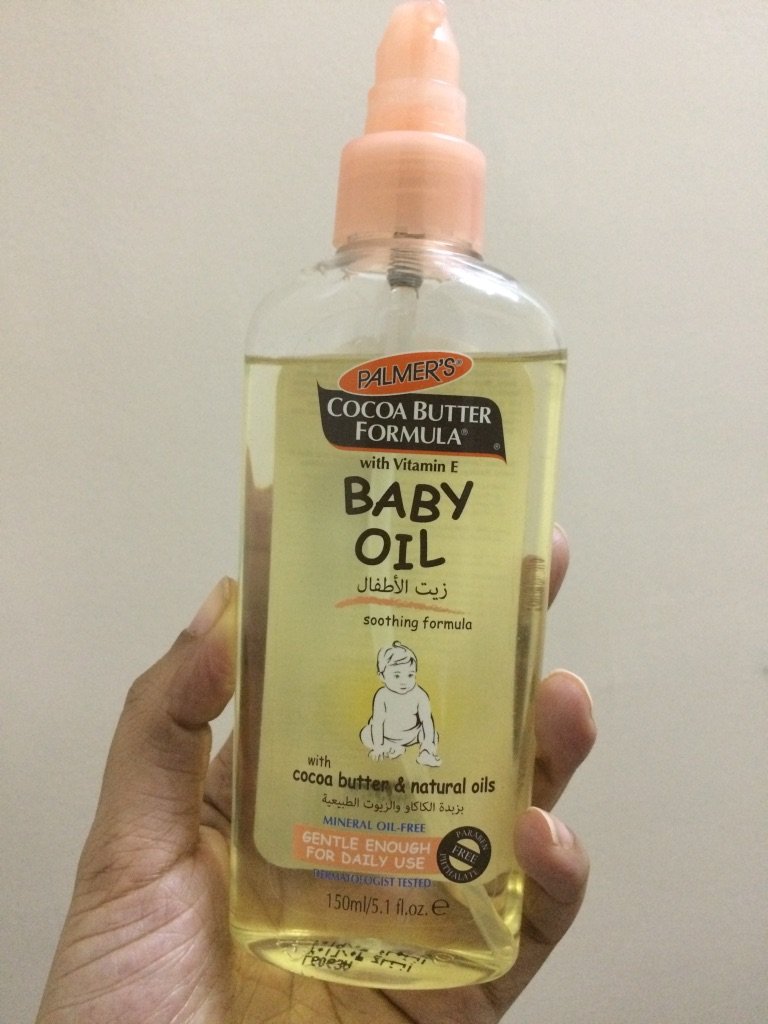 PALMER'S®
COCOA BUTTER
FORMULA®
®
with Vitamin E
BABY
OIL
زيت الأطفال
soothing formula
with
cocoa butter & natural oils
بزبدة الكاكاو والزيوت الطبيعية
MINERAL OIL-FREE
GENTLE ENOUGH
FOR DAILY USE
PARABEN
FREE
PHTHALATE
DERMATOLOGIST TESTED
150ml/5.1 fl.oz. ℮